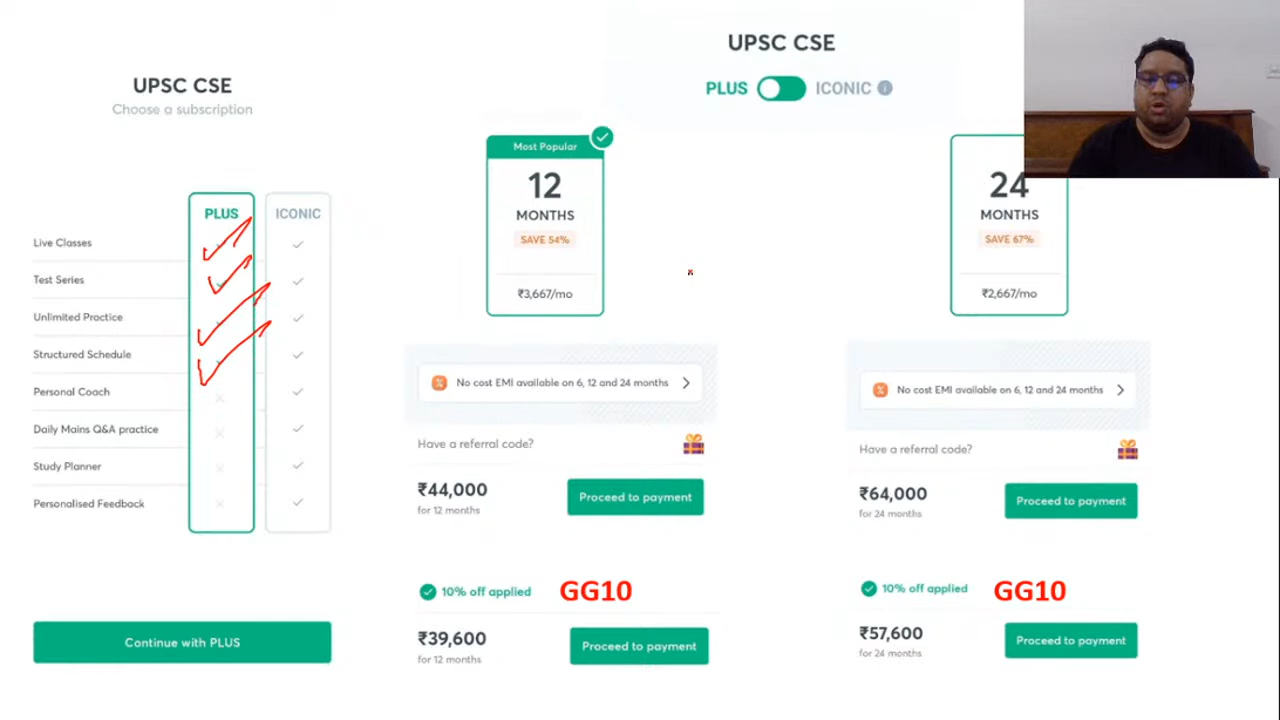 UPSC CSE
Choose a subscription
PLUS
ICONIC
Live Classes
Test Series
Unlimited Practice
Structured Schedule
Personal Coach
Daily Mains Q&A practice
Study Planner
Personalised Feedback
Continue with PLUS
UPSC CSE
PLUS
ICONIC
Most Popular
12
MONTHS
SAVE 54%
₹3,667/mo
No cost EMI available on 6, 12 and 24 months
Have a referral code?
₹44,000
for 12 months
Proceed to payment
10% off applied
GG10
₹39,600
for 12 months
Proceed to payment
24
MONTHS
SAVE 67%
₹2,667/mo
No cost EMI available on 6, 12 and 24 months
Have a referral code?
₹64,000
for 24 months
Proceed to payment
10% off applied
GG10
₹57,600
for 24 months
Proceed to payment